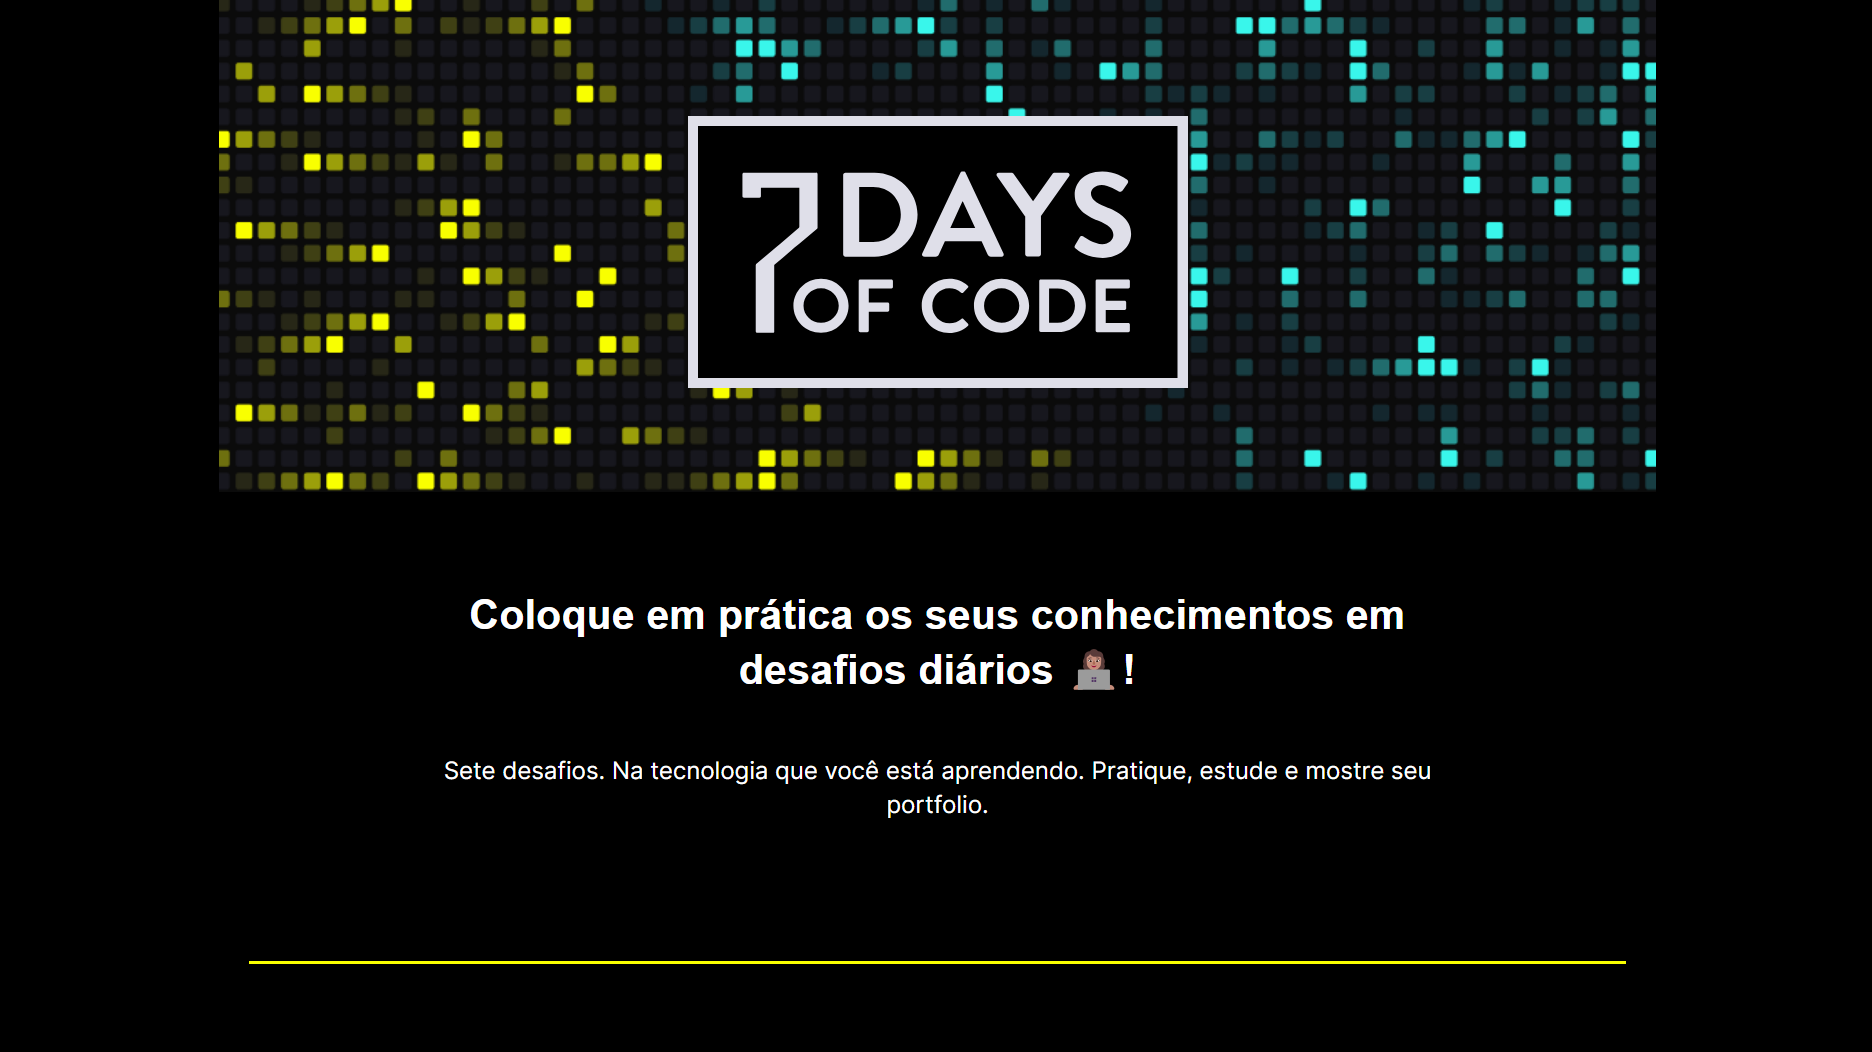 7 DAYS
OF CODE
Coloque em prática os seus conhecimentos em
desafios diários 👩🏽‍💻 !
Sete desafios. Na tecnologia que você está aprendendo. Pratique, estude e mostre seu
portfolio.